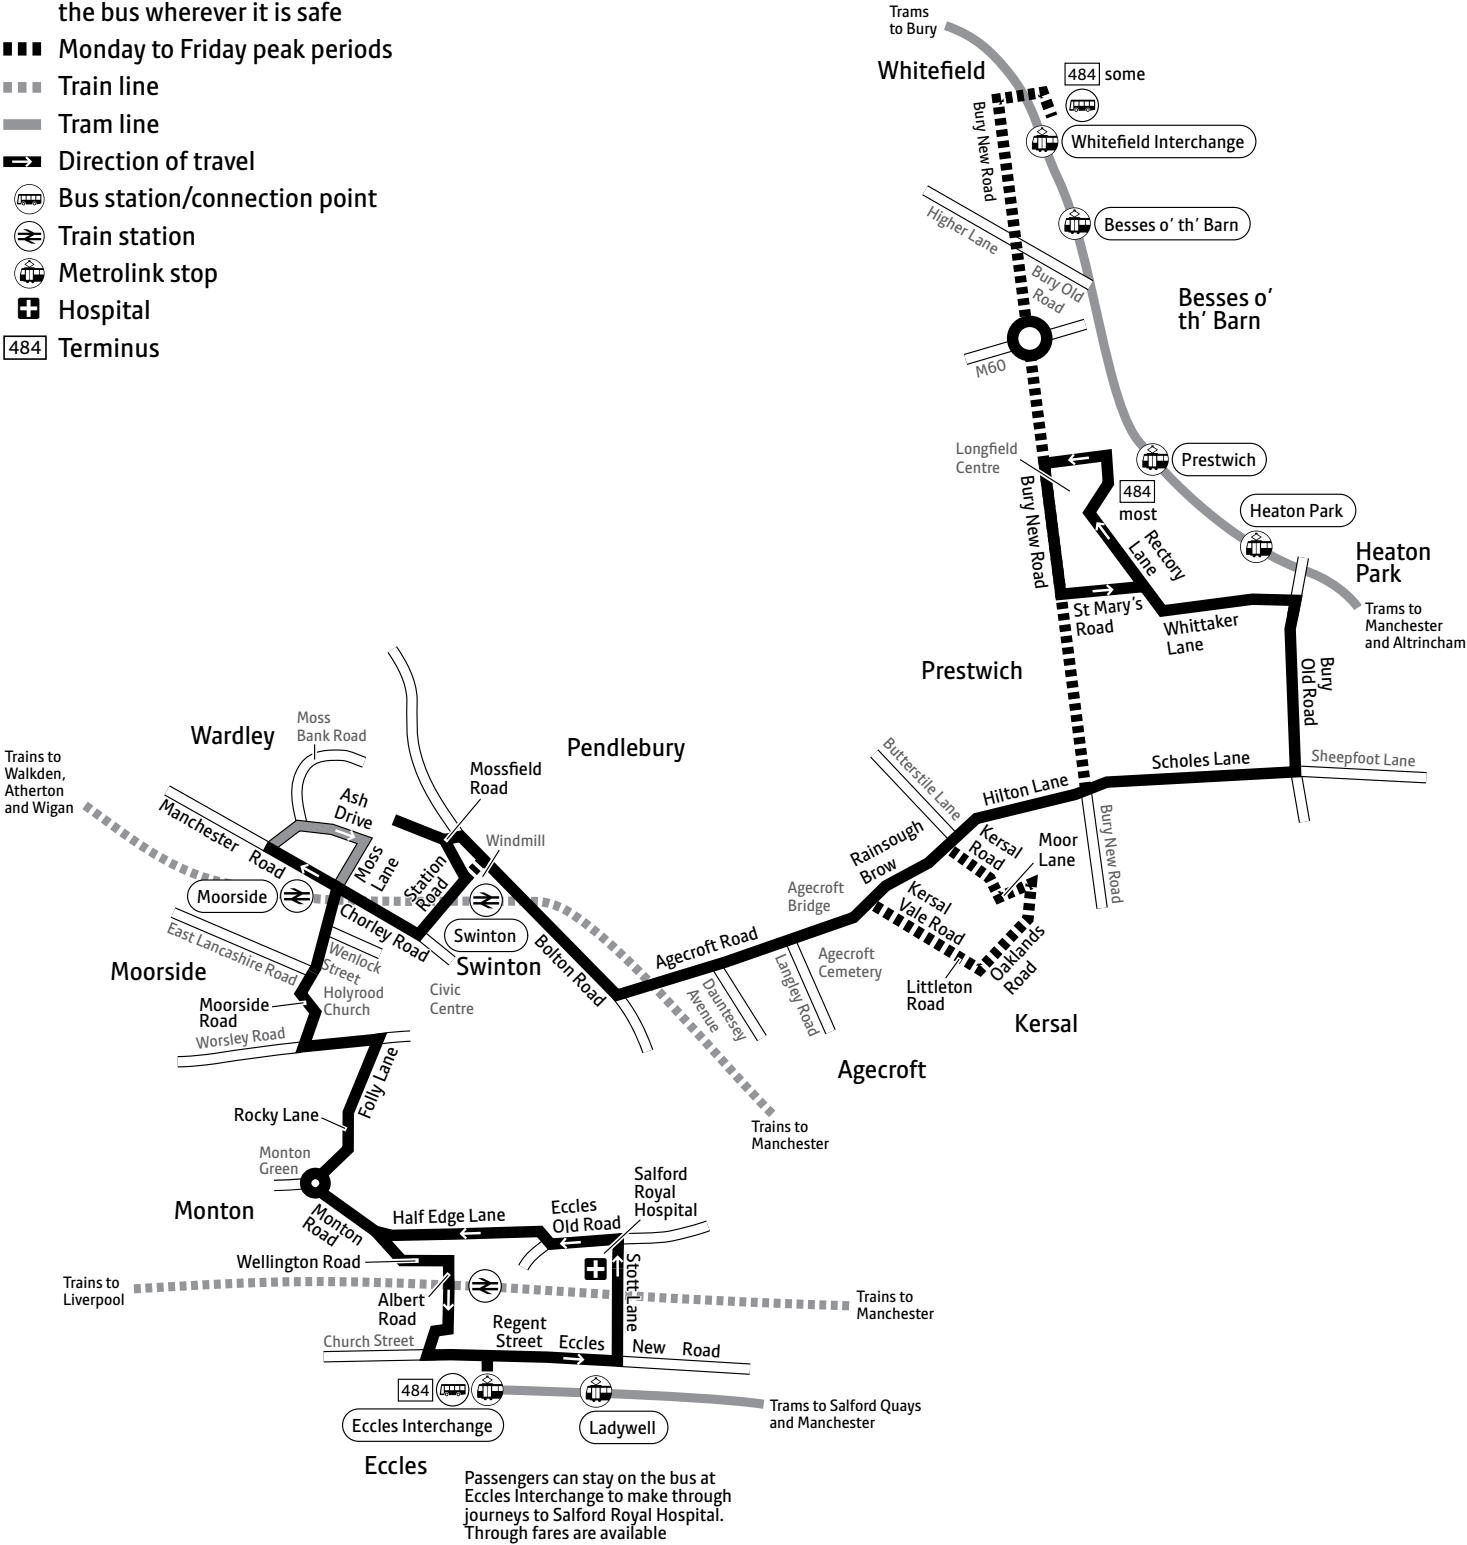 the bus wherever it is safe
Monday to Friday peak periods
Train line
Tram line
Direction of travel
Bus station/connection point
Train station
Metrolink stop
Hospital
484 Terminus
Trams
to Bury
Whitefield
484 some
Whitefield Interchange
Bury New Road
Besses o' th' Barn
Higher Lane
Bury Old
Road
Besses o'
th' Barn
M60
Longfield
Centre
Prestwich
484
most
Heaton Park
Bury New Road
Rectory
Lane
Heaton
Park
St Mary's
Road
Whittaker
Lane
Trams to
Manchester
and Altrincham
Prestwich
Bury
Old Road
Scholes Lane
Sheepfoot Lane
Butterstile Lane
Hilton Lane
Bury New Road
Kersal
Road
Moor
Lane
Rainsough
Brow
Agecroft
Bridge
Kersal
Vale Road
Agecroft Road
Agecroft
Cemetery
Langley Road
Dauntesey
Avenue
Littleton
Road
Oaklands
Road
Kersal
Agecroft
Trains to
Manchester
Pendlebury
Mossfield
Road
Windmill
Wardley
Moss
Bank Road
Trains to
Walkden,
Atherton
and Wigan
Ash
Drive
Manchester
Road
Moss
Lane
Station
Road
Moorside
Swinton
Chorley Road
Swinton
Bolton Road
East Lancashire Road
Wenlock
Street
Moorside
Holyrood
Church
Civic
Centre
Moorside
Road
Worsley Road
Folly Lane
Rocky Lane
Monton
Green
Monton
Monton
Road
Half Edge Lane
Eccles
Old Road
Salford
Royal
Hospital
Wellington Road
Stott Lane
Trains to
Liverpool
Albert
Road
Trains to
Manchester
Church Street
Regent
Street
Eccles New Road
484
Eccles Interchange
Ladywell
Trams to Salford Quays
and Manchester
Eccles
Passengers can stay on the bus at
Eccles Interchange to make through
journeys to Salford Royal Hospital.
Through fares are available